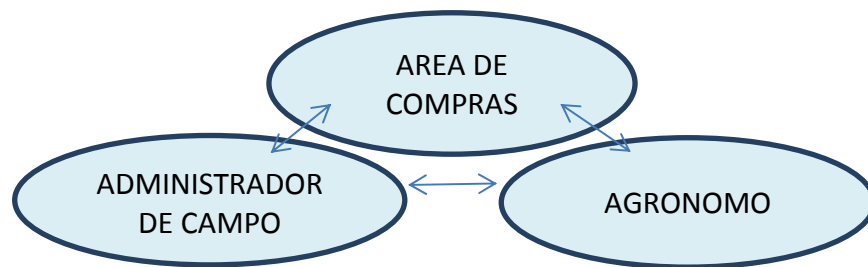 AREA DE
COMPRAS
ADMINISTRADOR
DE CAMPO
AGRONOMO